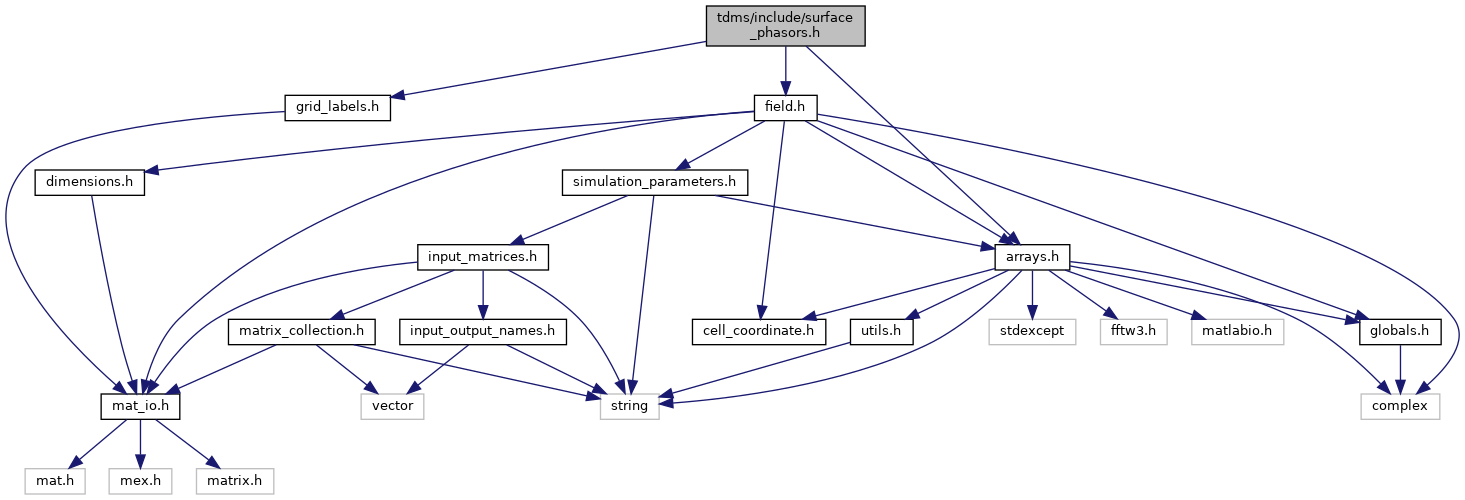 tdms/include/surface
_phasors.h
grid_labels.h
field.h
dimensions.h
simulation_parameters.h
input_matrices.h
arrays.h
matrix_collection.h
input_output_names.h
cell_coordinate.h
utils.h
stdexcept
fftw3.h
matlabio.h
globals.h
mat_io.h
vector
string
complex
mat.h
mex.h
matrix.h